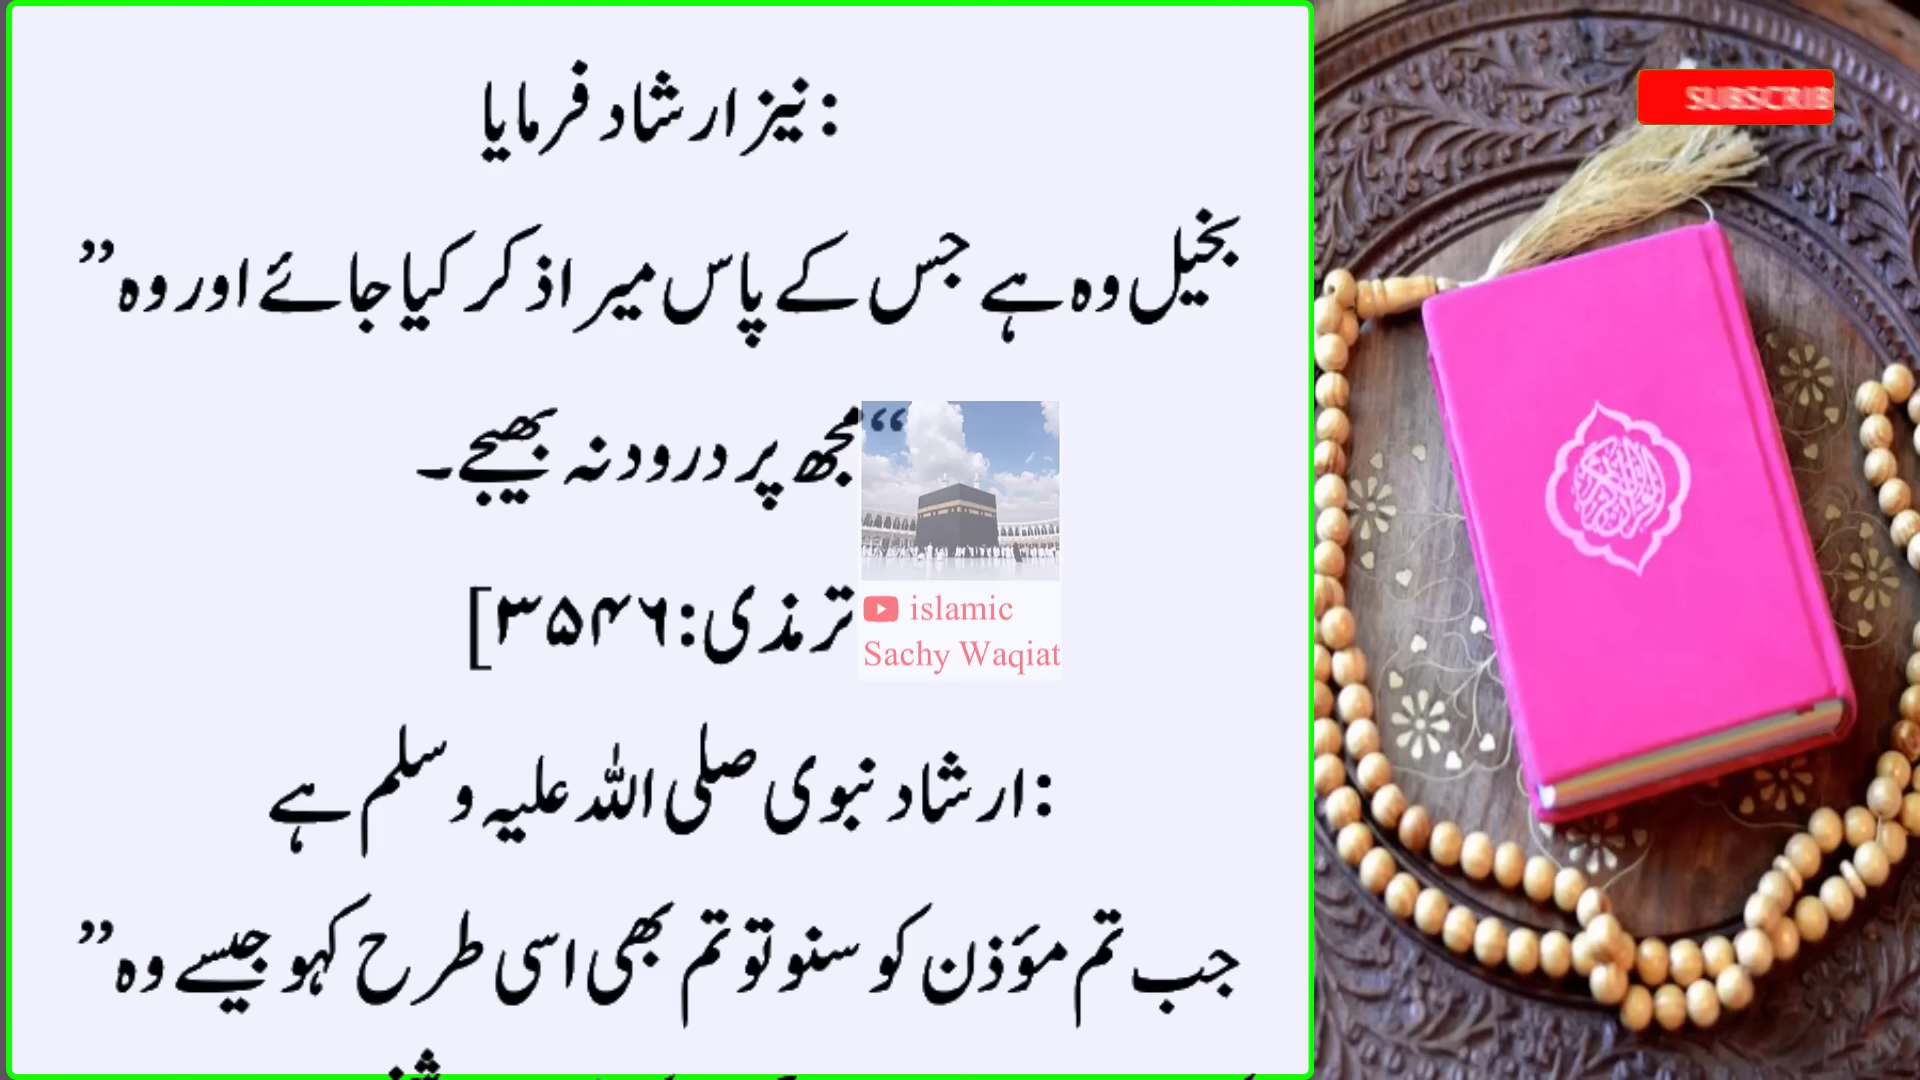 : نیز ارشاد فرمایا
بخیل وہ ہے جس کے پاس میرا ذکر کیا جائے اور وہ”
“مجھ پر درود نہ بھیجے۔
ترمذی:۳۵۴۶]
: ارشاد نبوی صلی اللہ علیہ وسلم ہے
جب تم مؤذن کو سنو تو تم بھی اسی طرح کہو جیسے وہ”
islamic
Sachy Waqiat
SUBSCRIB